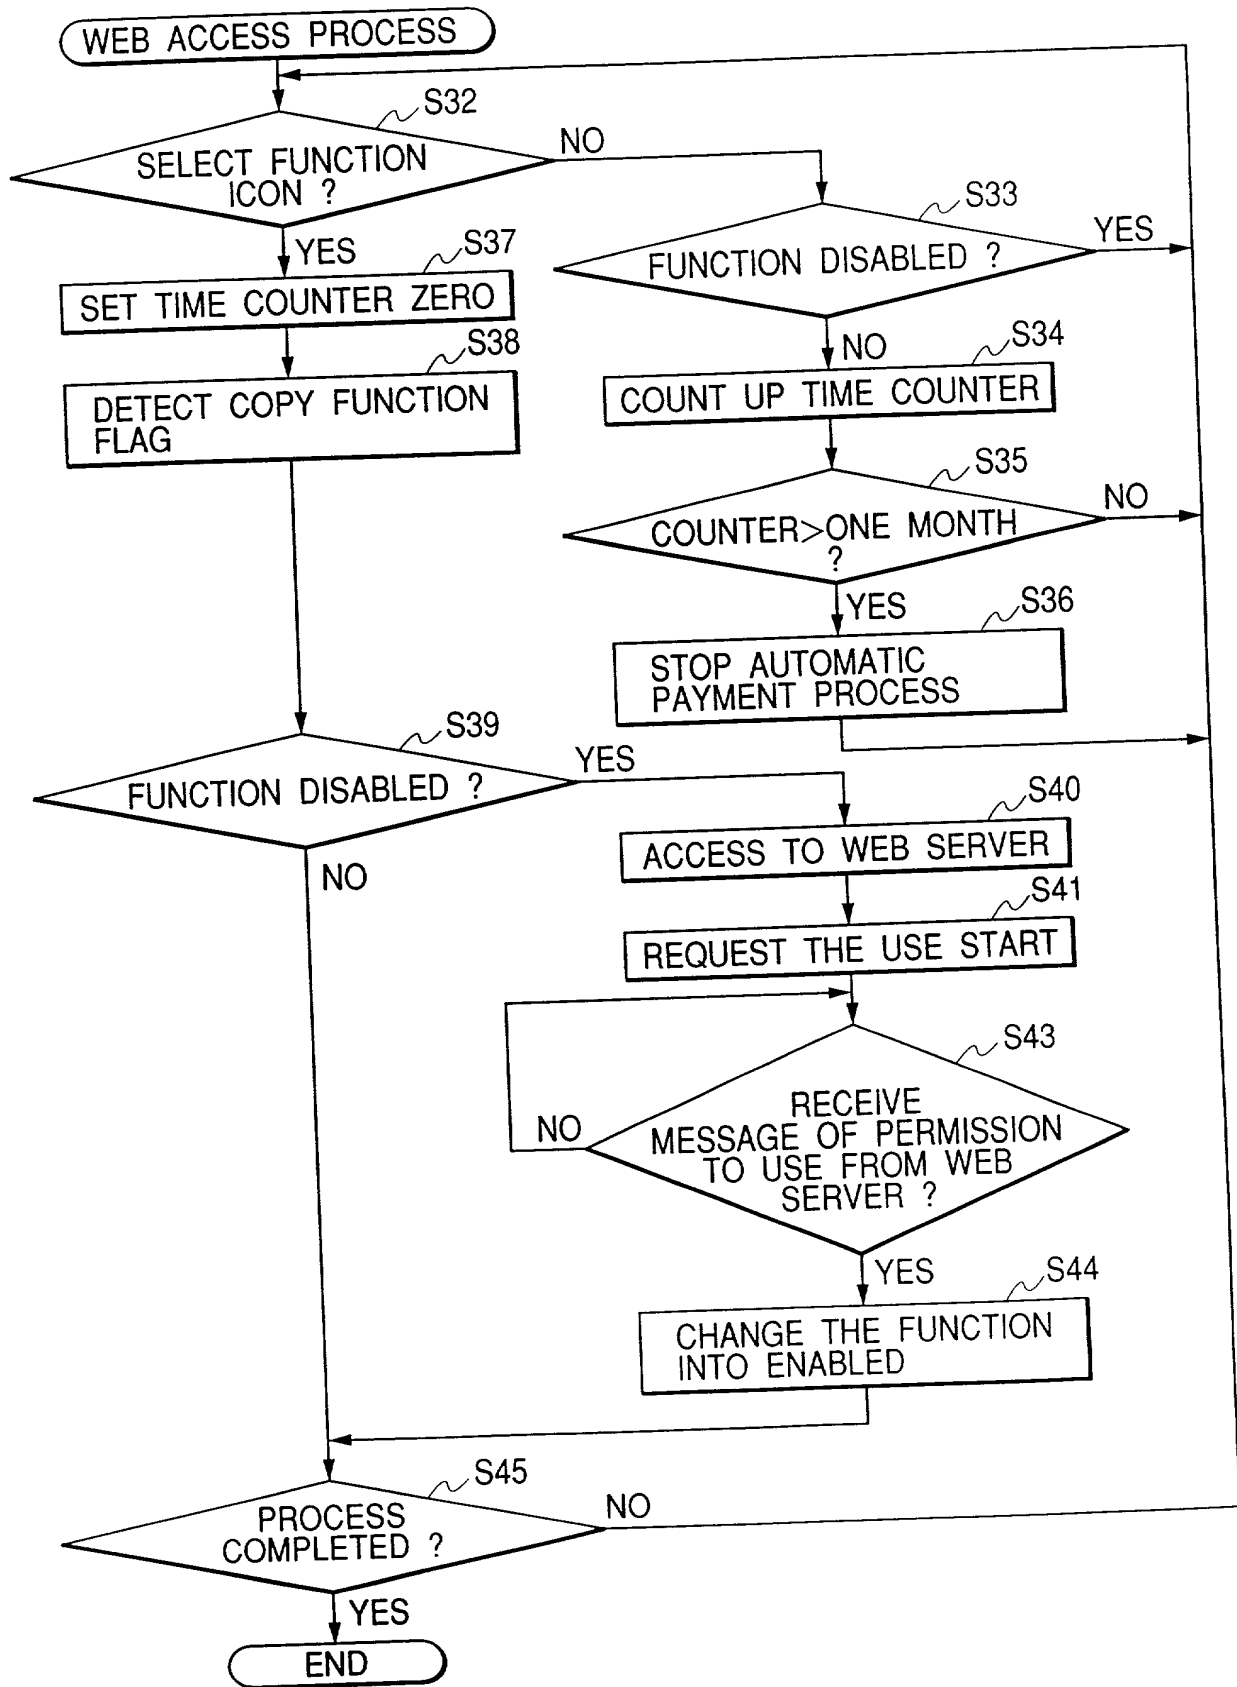 WEB ACCESS PROCESS
S32
SELECT FUNCTION
ICON ?
NO
YES
S33
FUNCTION DISABLED ?
YES
NO
S37
SET TIME COUNTER ZERO
S38
DETECT COPY FUNCTION
FLAG
S34
COUNT UP TIME COUNTER
S35
COUNTER>ONE MONTH
?
NO
YES
S36
STOP AUTOMATIC
PAYMENT PROCESS
S39
FUNCTION DISABLED ?
YES
NO
S40
ACCESS TO WEB SERVER
S41
REQUEST THE USE START
S43
RECEIVE
MESSAGE OF PERMISSION
TO USE FROM WEB
SERVER ?
NO
YES
S44
CHANGE THE FUNCTION
INTO ENABLED
S45
PROCESS
COMPLETED ?
NO
YES
END